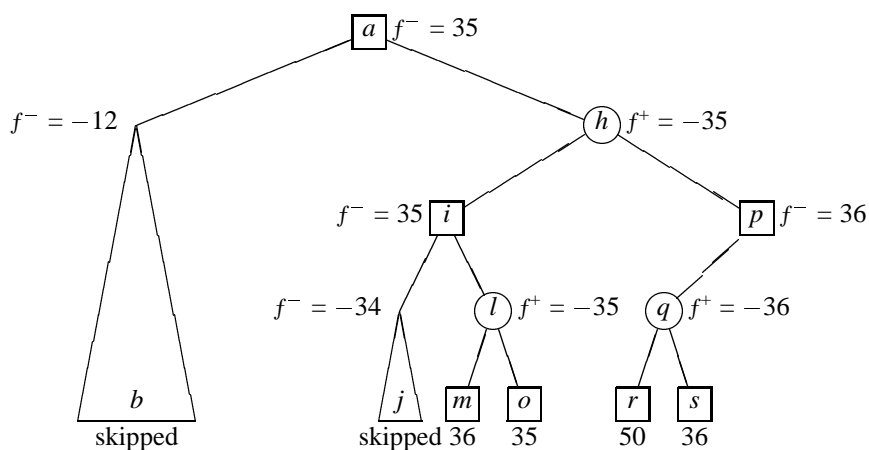 a f⁻ = 35
f⁻ = −12 h f⁺ = −35
f⁻ = 35 i p f⁻ = 36
f⁻ = −34 l f⁺ = −35 q f⁺ = −36
b j m o r s
skipped skipped 36 35 50 36